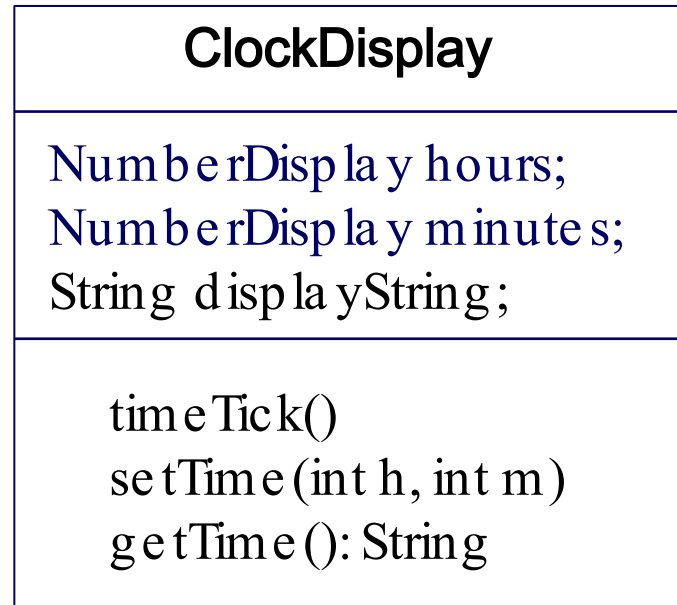 ClockDisplay
NumberDisplay hours;
NumberDisplay minutes;
String displayString;
timeTick()
setTime(int h, int m)
getTime(): String